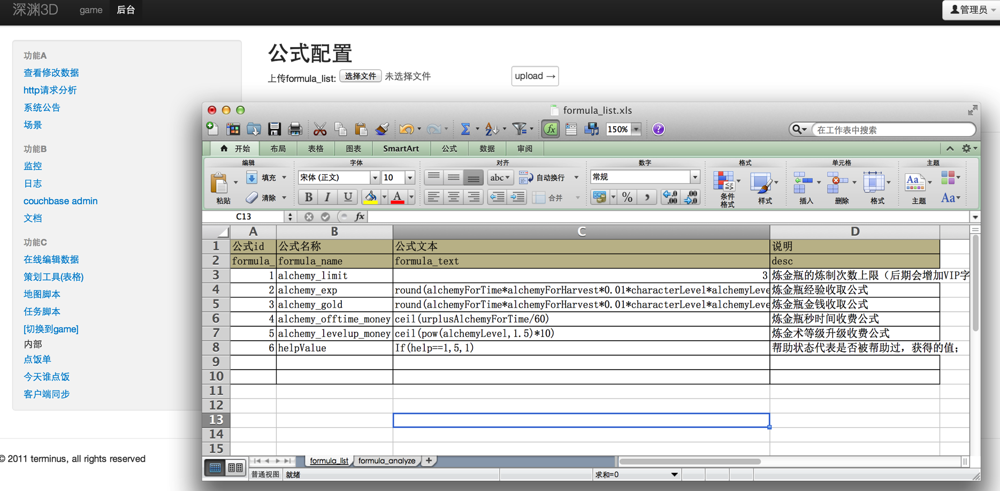 深渊3D game 后台 管理员
功能A
查看修改数据
http请求分析
系统公告
场景
功能B
监控
日志
couchbase admin
文档
功能C
在线编辑数据
策划工具(表格)
地图脚本
任务脚本
[切换到game]
内部
点饭单
今天谁点饭
客户端同步
© 2011 terminus, all rights reserved
公式配置
上传formula_list: 选择文件 未选择文件 upload →
formula_list.xls
150% 在工作表中搜索
开始 布局 表格 图表 SmartArt 公式 数据 审阅
编辑 字体 对齐 数字 格式 单元格 主题
粘贴 填充 宋体 (正文) 10 abc 自动换行 常规
清除 B I U A 合并 % 条件格式 样式 插入 删除 格式 主题 Aa
C13 fx
A B C D
1 公式id 公式名称 公式文本 说明
2 formula_ formula_name formula_text desc
3 1 alchemy_limit 3 炼金瓶的炼制次数上限（后期会增加VIP字
4 2 alchemy_exp round(alchemyForTime*alchemyForHarvest*0.01*characterLevel*alchemyLeve 炼金瓶经验收取公式
5 3 alchemy_gold round(alchemyForTime*alchemyForHarvest*0.01*characterLevel*alchemyLeve 炼金瓶金钱收取公式
6 4 alchemy_offtime_money ceil(urplusAlchemyForTime/60) 炼金瓶秒时间收费公式
7 5 alchemy_levelup_money ceil(pow(alchemyLevel,1.5)*10) 炼金术等级升级收费公式
8 6 helpValue If(help==1,5,1) 帮助状态代表是否被帮助过，获得的值；
9
10
11
12
13
14
15
formula_list formula_analyze +
普通视图 就绪 求和=0